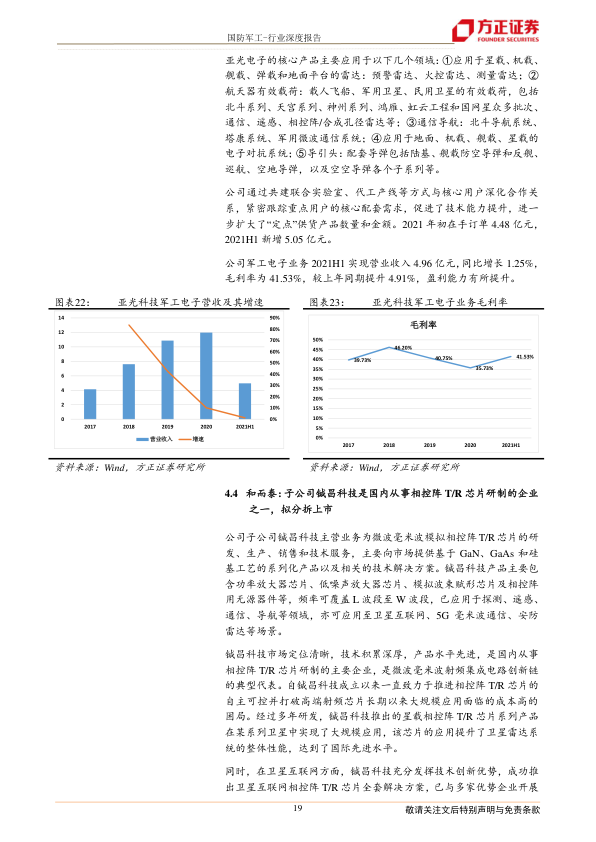 国防军工-行业深度报告
方正证券
FOUNDER SECURITIES
亚光电子的核心产品主要应用于以下几个领域：①应用于星载、机载、
舰载、弹载和地面平台的雷达：预警雷达、火控雷达、测量雷达；②
航天器有效载荷：载人飞船、军用卫星、民用卫星的有效载荷，包括
北斗系列、天宫系列、神州系列、鸿雁、虹云工程和国网星众多批次、
通信、遥感、相控阵/合成孔径雷达等；③通信导航：北斗导航系统、
塔康系统、军用微波通信系统；④应用于地面、机载、舰载、星载的
电子对抗系统；⑤导引头：配套导弹包括陆基、舰载防空导弹和反舰、
巡航、空地导弹，以及空空导弹各个子系列等。
公司通过共建联合实验室、代工产线等方式与核心用户深化合作关
系，紧密跟踪重点用户的核心配套需求，促进了技术能力提升，进一
步扩大了“定点”供货产品数量和金额。2021 年初在手订单 4.48 亿元，
2021H1 新增 5.05 亿元。
公司军工电子业务 2021H1 实现营业收入 4.96 亿元，同比增长 1.25%，
毛利率为 41.53%，较上年同期提升 4.91%，盈利能力有所提升。
图表22： 亚光科技军工电子营收及其增速
14
12
10
8
6
4
2
0
90%
80%
70%
60%
50%
40%
30%
20%
10%
0%
2017 2018 2019 2020 2021H1
营业收入 增速
资料来源：Wind，方正证券研究所
图表23： 亚光科技军工电子业务毛利率
毛利率
50%
45%
40%
35%
30%
25%
20%
15%
10%
5%
0%
39.73% 46.20% 40.75% 35.73% 41.53%
2017 2018 2019 2020 2021H1
资料来源：Wind，方正证券研究所
4.4 和而泰：子公司铖昌科技是国内从事相控阵 T/R 芯片研制的企业
之一，拟分拆上市
公司子公司铖昌科技主营业务为微波毫米波模拟相控阵 T/R 芯片的研
发、生产、销售和技术服务，主要向市场提供基于 GaN、GaAs 和硅
基工艺的系列化产品以及相关的技术解决方案。铖昌科技产品主要包
含功率放大器芯片、低噪声放大器芯片、模拟波束赋形芯片及相控阵
用无源器件等，频率可覆盖 L 波段至 W 波段，已应用于探测、遥感、
通信、导航等领域，亦可应用至卫星互联网、5G 毫米波通信、安防
雷达等场景。
铖昌科技市场定位清晰，技术积累深厚，产品水平先进，是国内从事
相控阵 T/R 芯片研制的主要企业，是微波毫米波射频集成电路创新链
的典型代表。自铖昌科技成立以来一直致力于推进相控阵 T/R 芯片的
自主可控并打破高端射频芯片长期以来大规模应用面临的成本高的
困局。经过多年研发，铖昌科技推出的星载相控阵 T/R 芯片系列产品
在某系列卫星中实现了大规模应用，该芯片的应用提升了卫星雷达系
统的整体性能，达到了国际先进水平。
同时，在卫星互联网方面，铖昌科技充分发挥技术创新优势，成功推
出卫星互联网相控阵 T/R 芯片全套解决方案，已与多家优势企业开展
19
敬请关注文后特别声明与免责条款